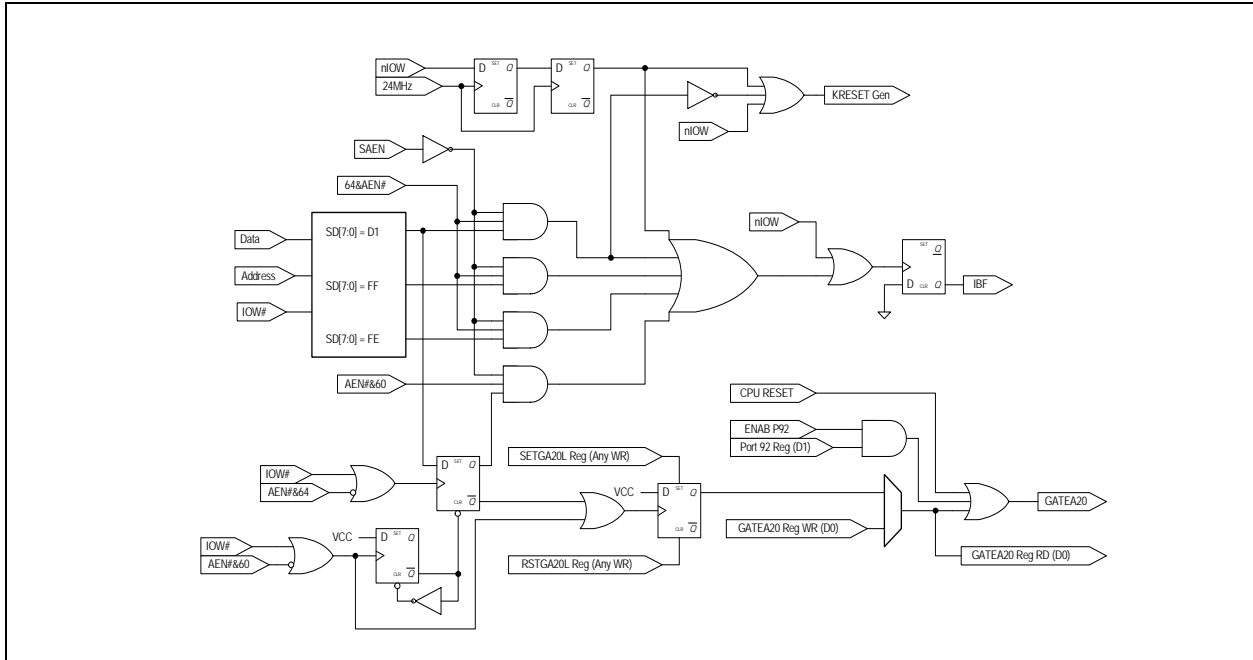 nIOW
D SET Q
D SET Q
24MHz
CLR Q
CLR Q
KRESET Gen
nIOW
SAEN
64&AEN#
nIOW
Data
SD[7:0] = D1
SET Q
Address
SD[7:0] = FF
D CLR Q
IBF
IOW#
SD[7:0] = FE
AEN#&60
CPU RESET
ENAB P92
Port 92 Reg (D1)
SETGA20L Reg (Any WR)
D SET Q
IOW#
AEN#&64
CLR Q
VCC
D SET Q
GATEA20
CLR Q
GATEA20 Reg WR (D0)
IOW#
AEN#&60
VCC
D SET Q
CLR Q
GATEA20 Reg RD (D0)
RSTGA20L Reg (Any WR)